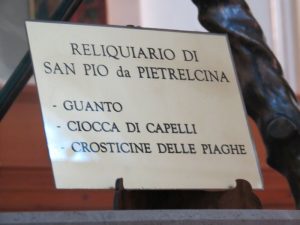 RELIQUIARIO DI
SAN PIO da PIETRELCINA
- GUANTO
- CIOCCA DI CAPELLI
- CROSTICINE DELLE PIAGHE